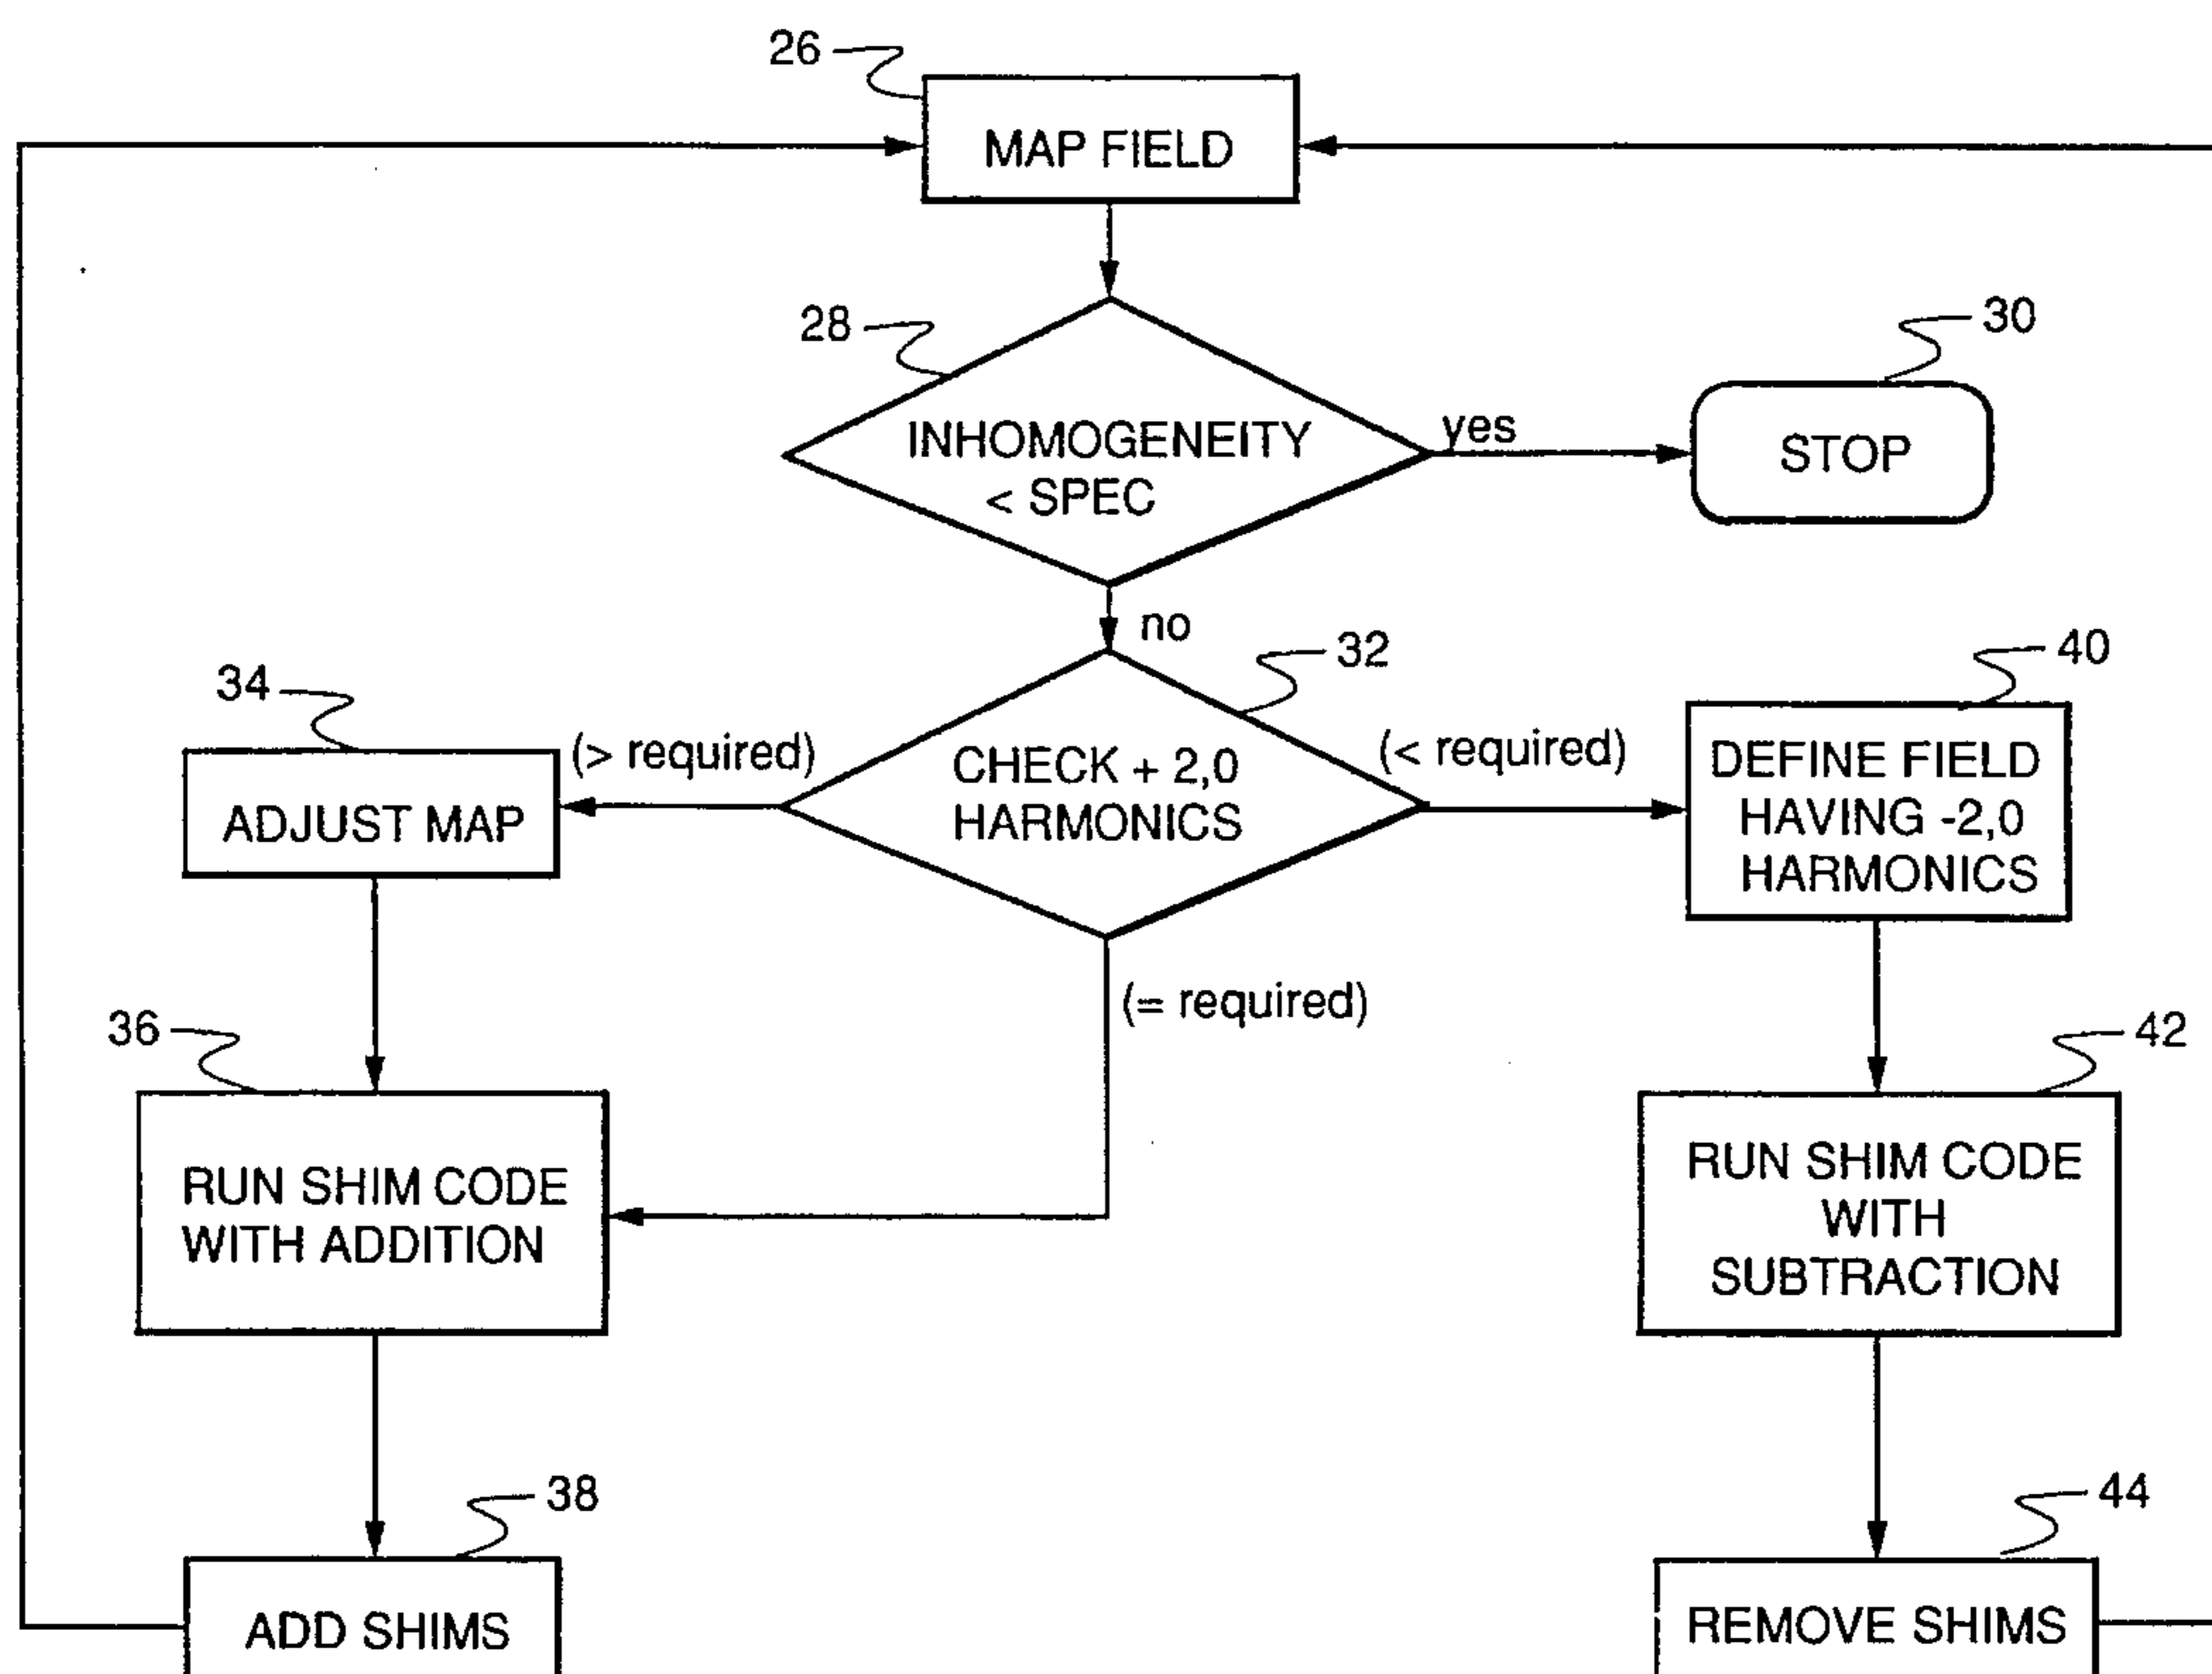 26
MAP FIELD
28
INHOMOGENEITY
< SPEC
yes
30
STOP
no
32
CHECK + 2,0
HARMONICS
(> required)
34
ADJUST MAP
(< required)
40
DEFINE FIELD
HAVING -2,0
HARMONICS
(= required)
36
RUN SHIM CODE
WITH ADDITION
42
RUN SHIM CODE
WITH
SUBTRACTION
38
ADD SHIMS
44
REMOVE SHIMS